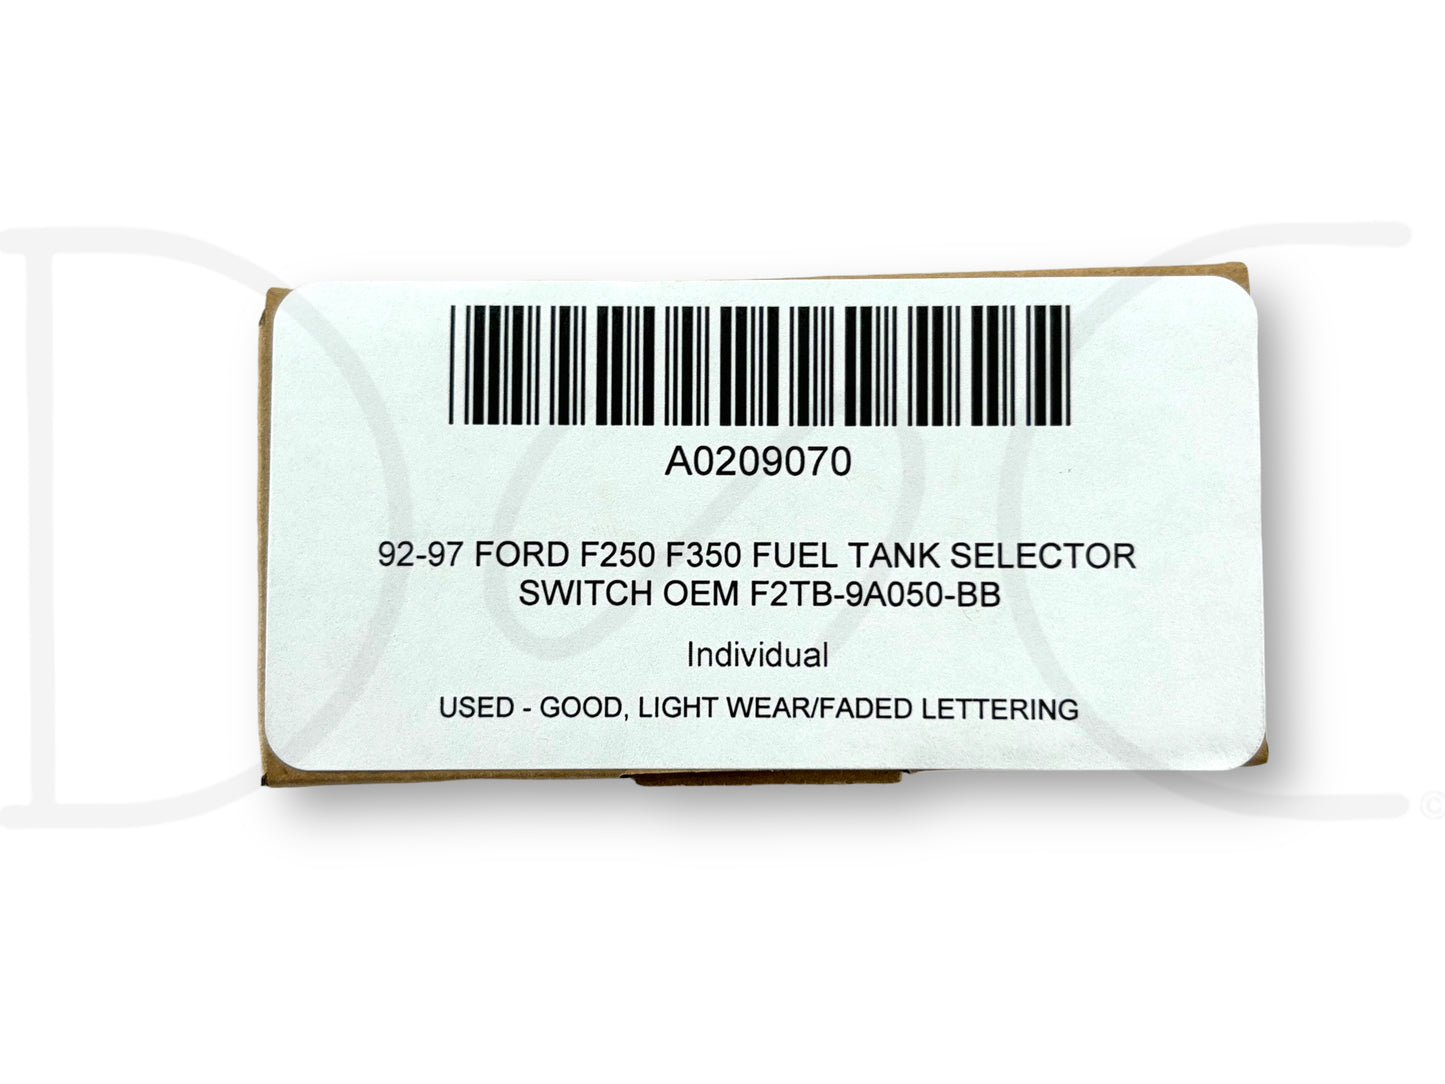 A0209070
92-97 FORD F250 F350 FUEL TANK SELECTOR
SWITCH OEM F2TB-9A050-BB
Individual
USED - GOOD, LIGHT WEAR/FADED LETTERING
©